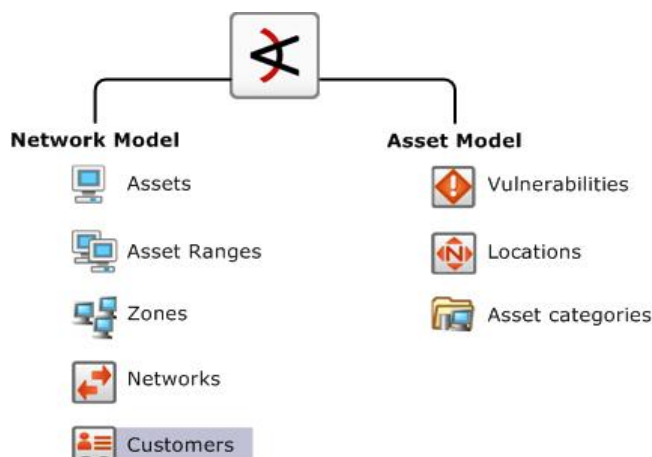 Network Model
Assets
Asset Ranges
Zones
Networks
Customers
Asset Model
Vulnerabilities
Locations
Asset categories